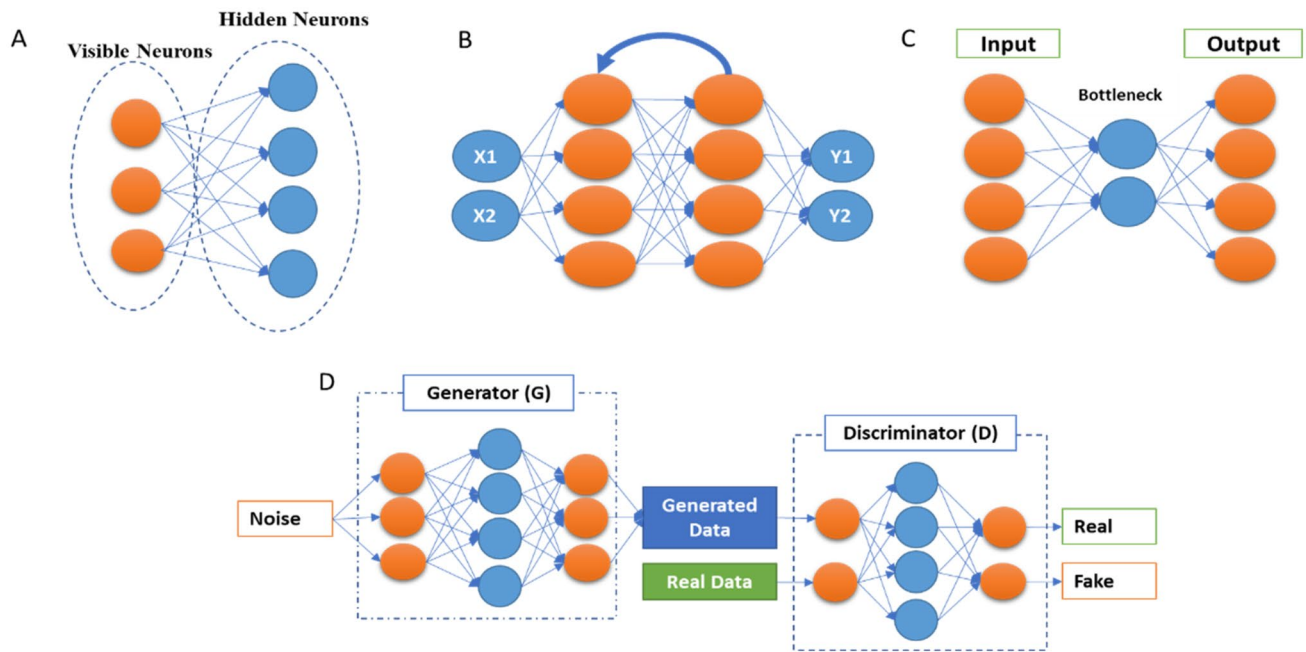 A
Visible Neurons
Hidden Neurons
B
X1
X2
Y1
Y2
C
Input
Output
Bottleneck
D
Generator (G)
Noise
Generated
Data
Real Data
Discriminator (D)
Real
Fake